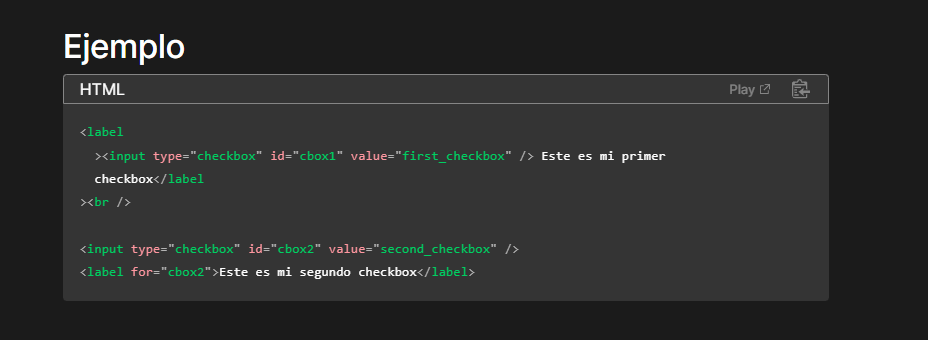 Ejemplo
HTML Play
<label
><input type="checkbox" id="cbox1" value="first_checkbox" /> Este es mi primer
checkbox</label
><br />
<input type="checkbox" id="cbox2" value="second_checkbox" />
<label for="cbox2">Este es mi segundo checkbox</label>